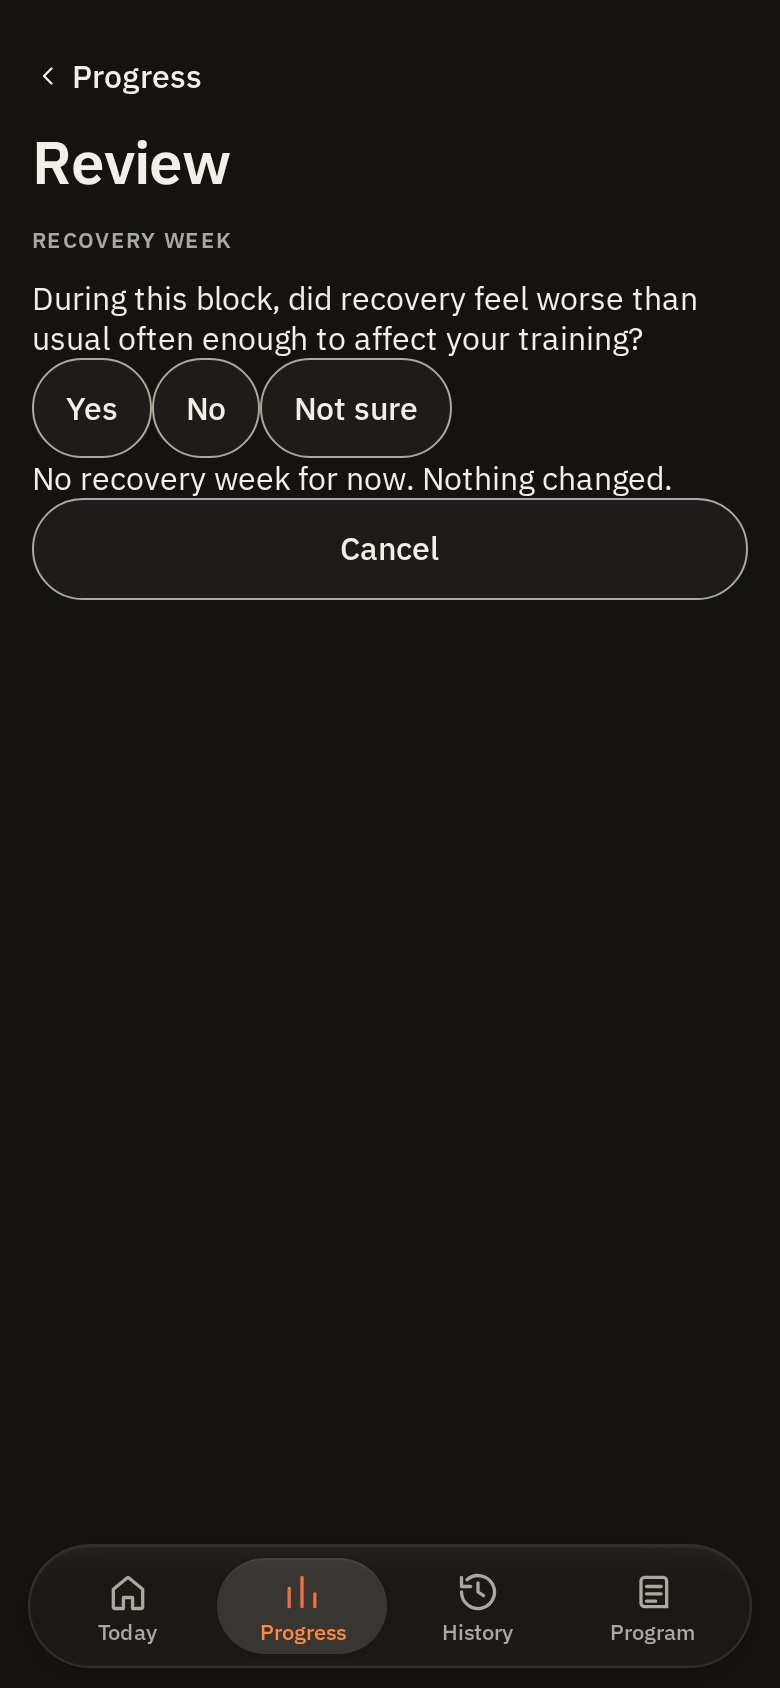 Progress
Review
RECOVERY WEEK
During this block, did recovery feel worse than
usual often enough to affect your training?
Yes No Not sure
No recovery week for now. Nothing changed.
Cancel
Today Progress History Program